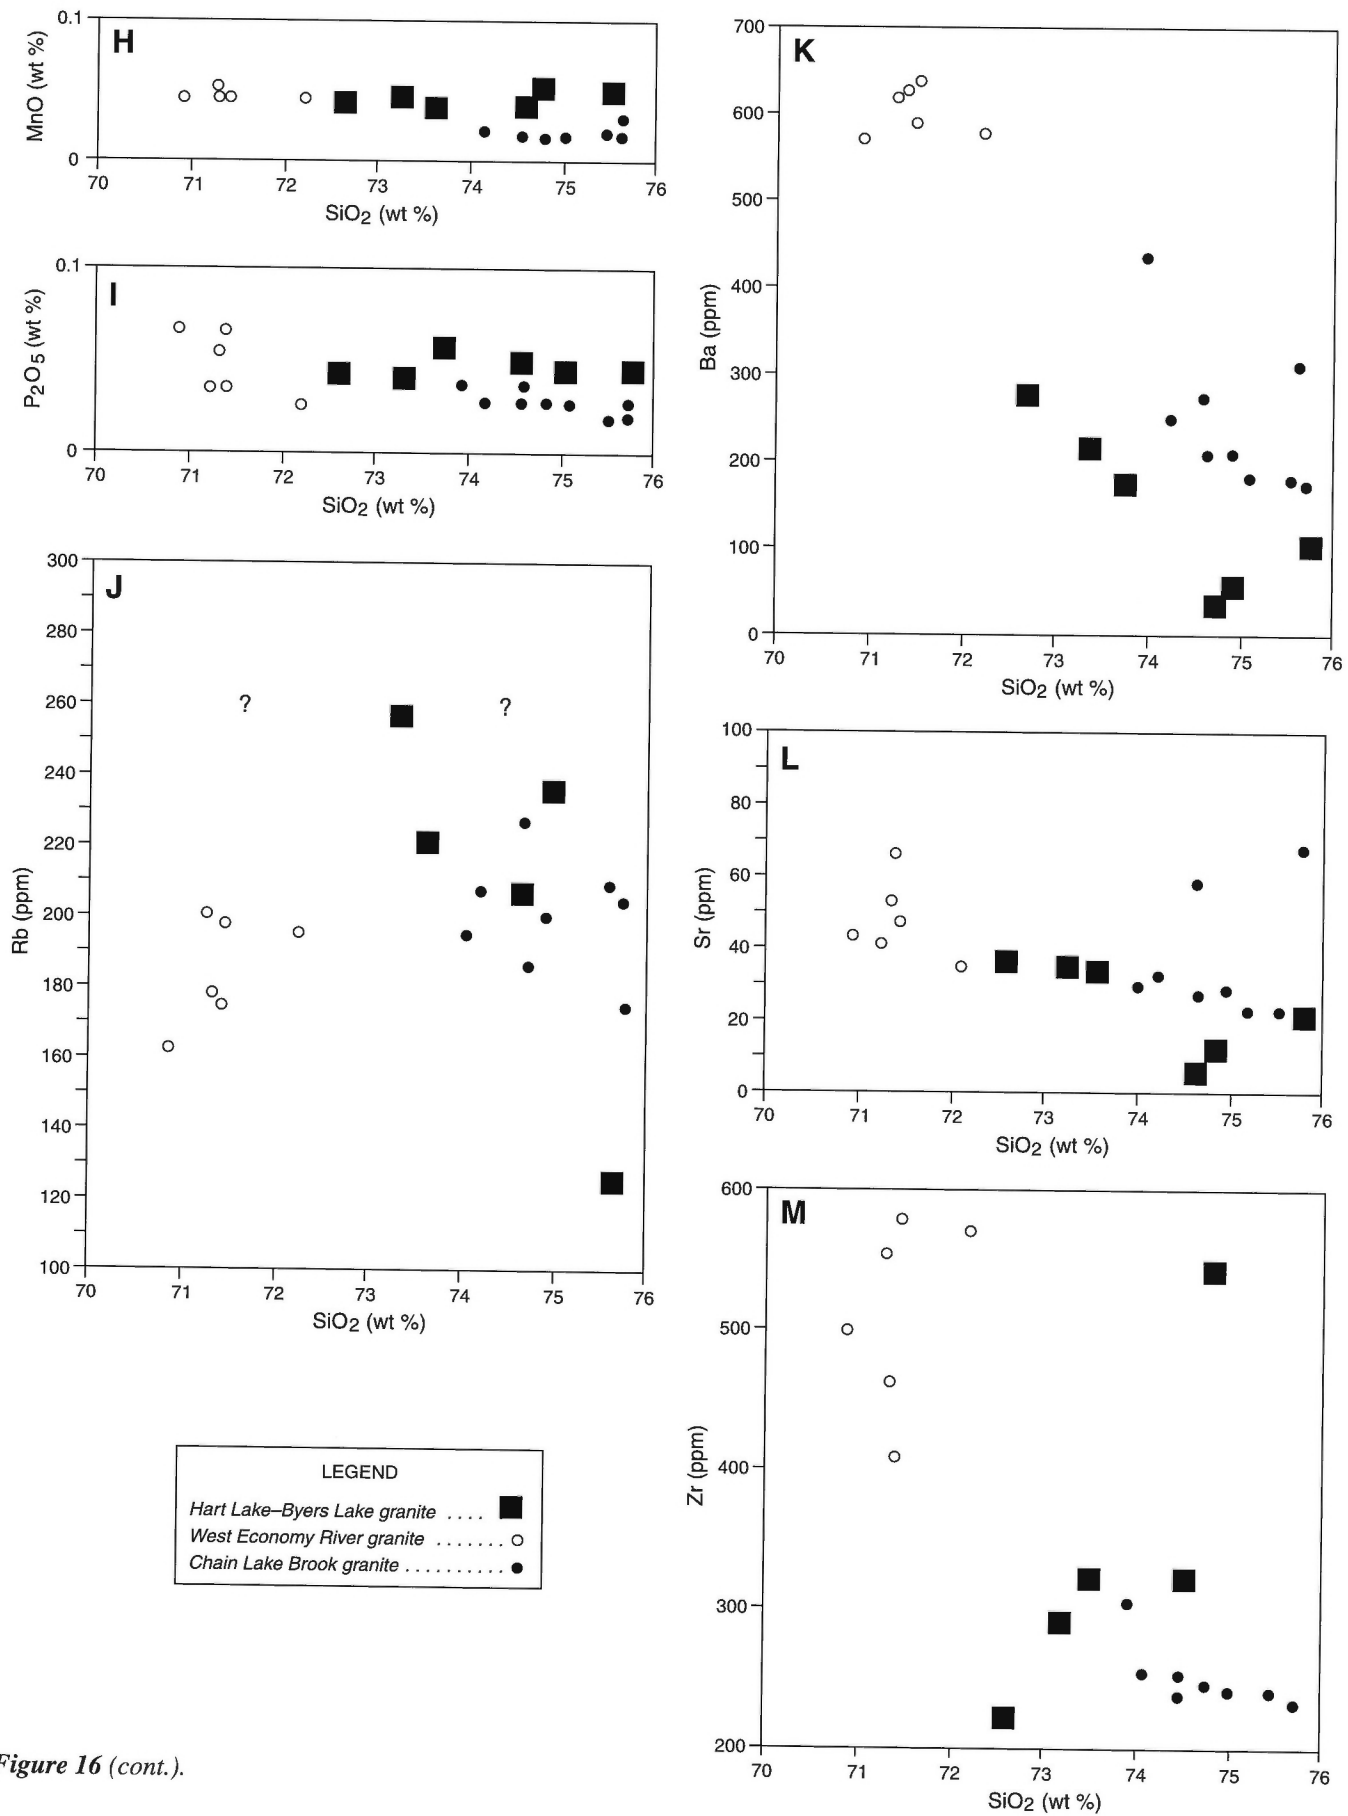 H
MnO (wt %)
0.1
0
70 71 72 73 74 75 76
SiO2 (wt %)
I
P2O5 (wt %)
0.1
0
70 71 72 73 74 75 76
SiO2 (wt %)
J
Rb (ppm)
300
280
260
240
220
200
180
160
140
120
100
? ?
70 71 72 73 74 75 76
SiO2 (wt %)
LEGEND
Hart Lake–Byers Lake granite ....
West Economy River granite .......
Chain Lake Brook granite ..........
Figure 16 (cont.).
K
Ba (ppm)
700
600
500
400
300
200
100
0
70 71 72 73 74 75 76
SiO2 (wt %)
L
Sr (ppm)
100
80
60
40
20
0
70 71 72 73 74 75 76
SiO2 (wt %)
M
Zr (ppm)
600
500
400
300
200
70 71 72 73 74 75 76
SiO2 (wt %)